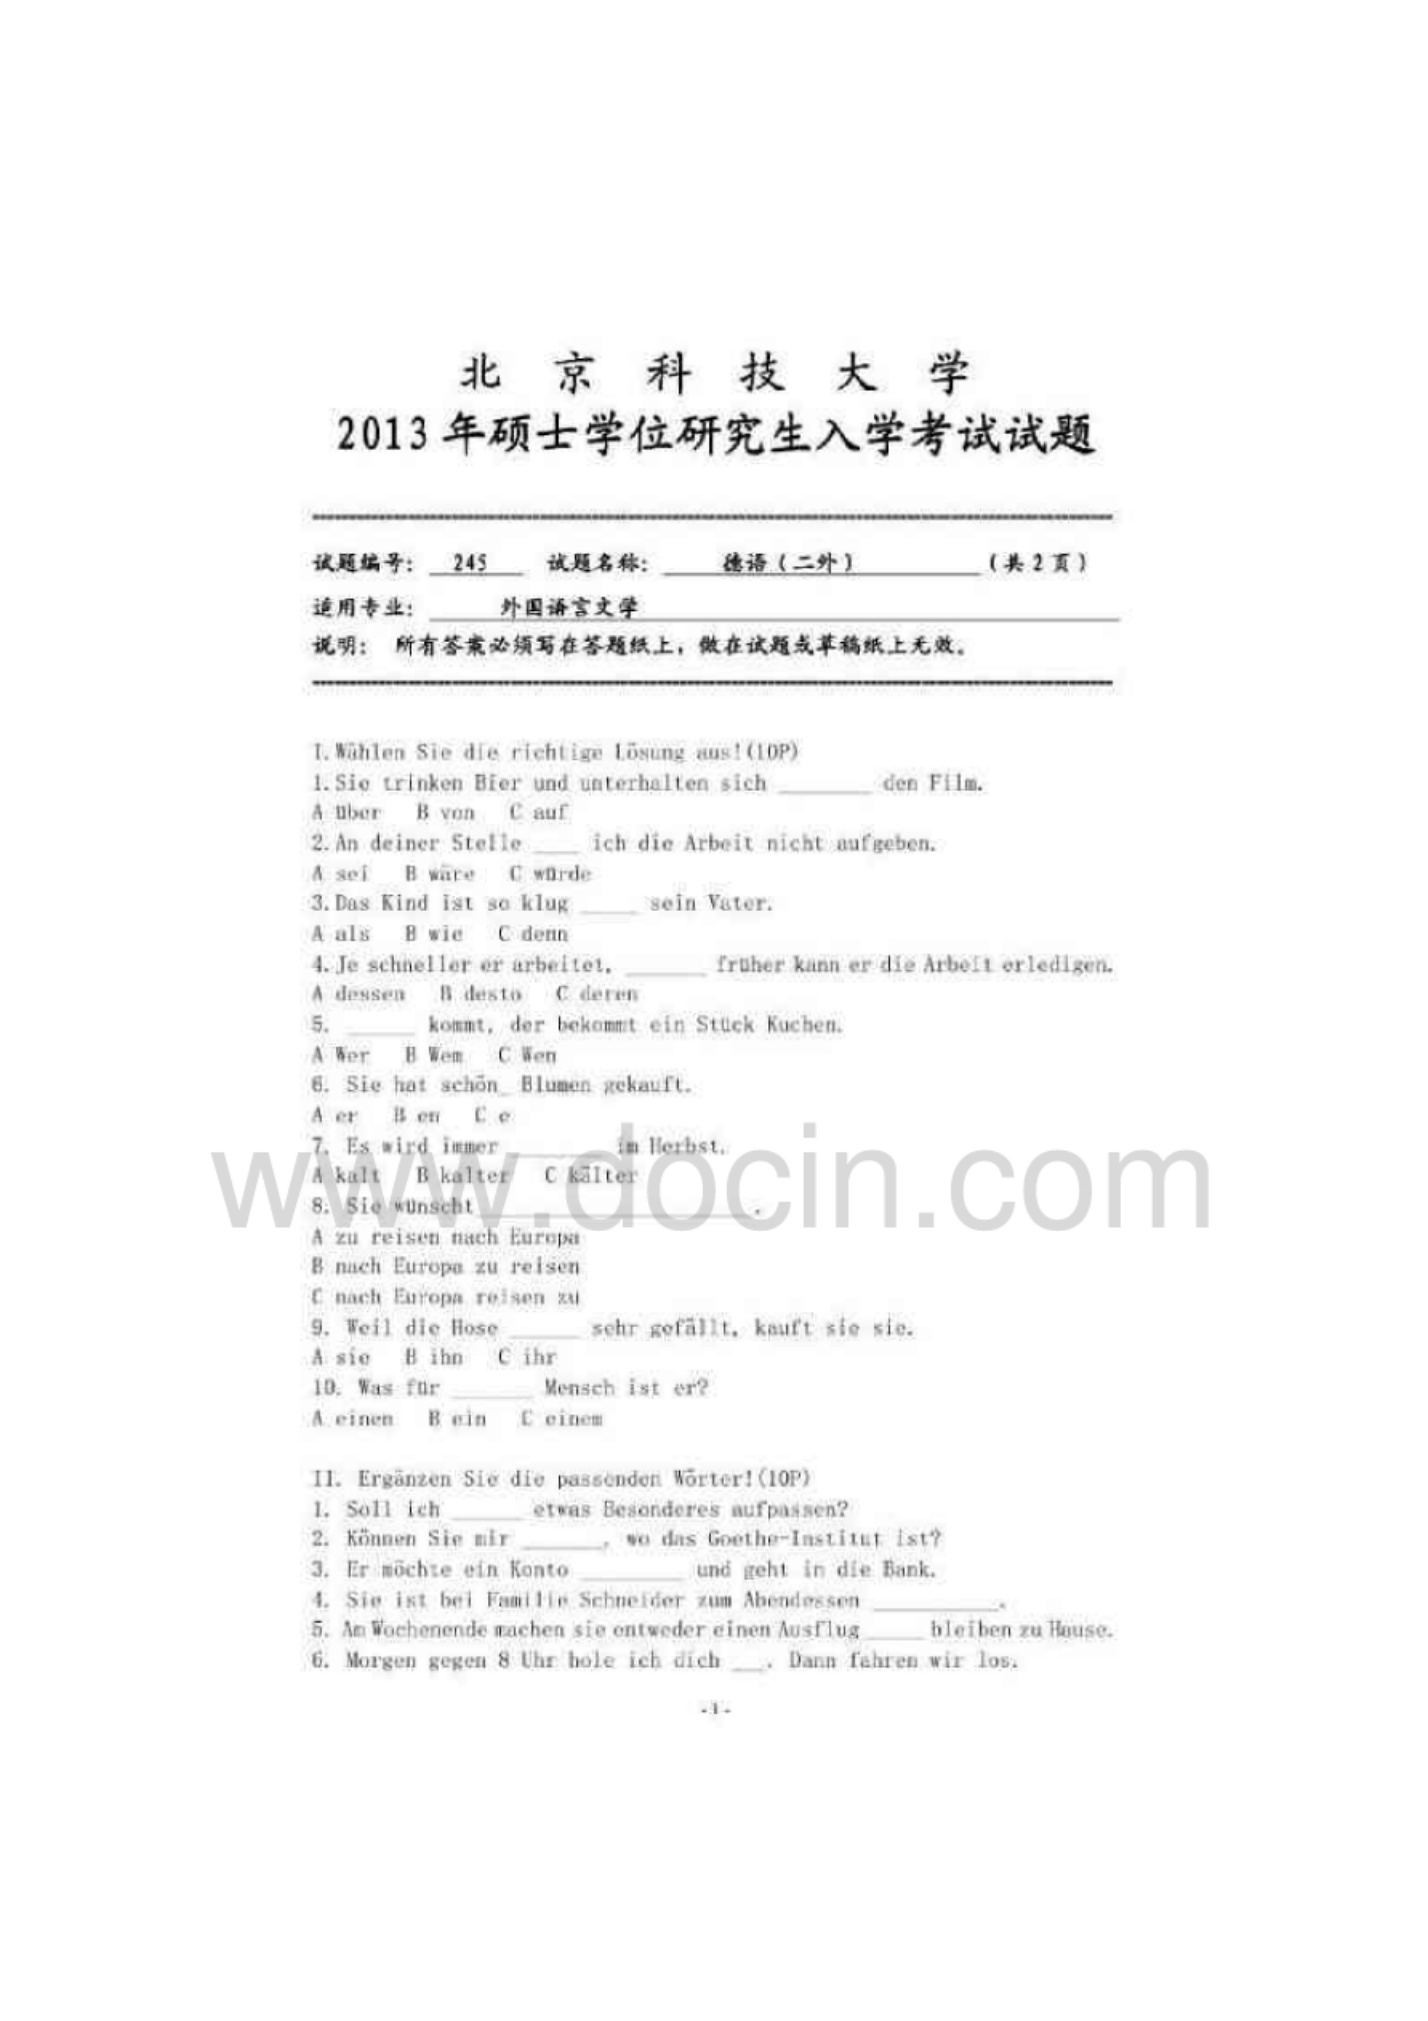 北 京 科 技 大 学
2013 年硕士学位研究生入学考试试题
试题编号： 245 试题名称： 德语（二外） （共 2 页）
适用专业： 外国语言文学
说明： 所有答案必须写在答题纸上，做在试题或草稿纸上无效。
I.Wählen Sie die richtige Lösung aus!(10P)
1.Sie trinken Bier und unterhalten sich ________ den Film.
A über B von C auf
2.An deiner Stelle ____ ich die Arbeit nicht aufgeben.
A sei B wäre C würde
3.Das Kind ist so klug _____ sein Vater.
A als B wie C denn
4.Je schneller er arbeitet, _______ früher kann er die Arbeit erledigen.
A dessen B desto C deren
5. ______ kommt, der bekommt ein Stück Kuchen.
A Wer B Wem C Wen
6. Sie hat schön_ Blumen gekauft.
A er B en C e
7. Es wird immer _________ im Herbst.
A kalt B kalter C kälter
8. Sie wünscht ________________________.
A zu reisen nach Europa
B nach Europa zu reisen
C nach Europa reisen zu
9. Weil die Hose ______ sehr gefällt, kauft sie sie.
A sie B ihn C ihr
10. Was für _______ Mensch ist er?
A einen B ein C einem
II. Ergänzen Sie die passenden Wörter!(10P)
1. Soll ich ______ etwas Besonderes aufpassen?
2. Können Sie mir _______, wo das Goethe-Institut ist?
3. Er möchte ein Konto _________ und geht in die Bank.
4. Sie ist bei Familie Schneider zum Abendessen ___________.
5. Am Wochenende machen sie entweder einen Ausflug _____ bleiben zu Hause.
6. Morgen gegen 8 Uhr hole ich dich ___. Dann fahren wir los.
- 1 -
www.docin.com